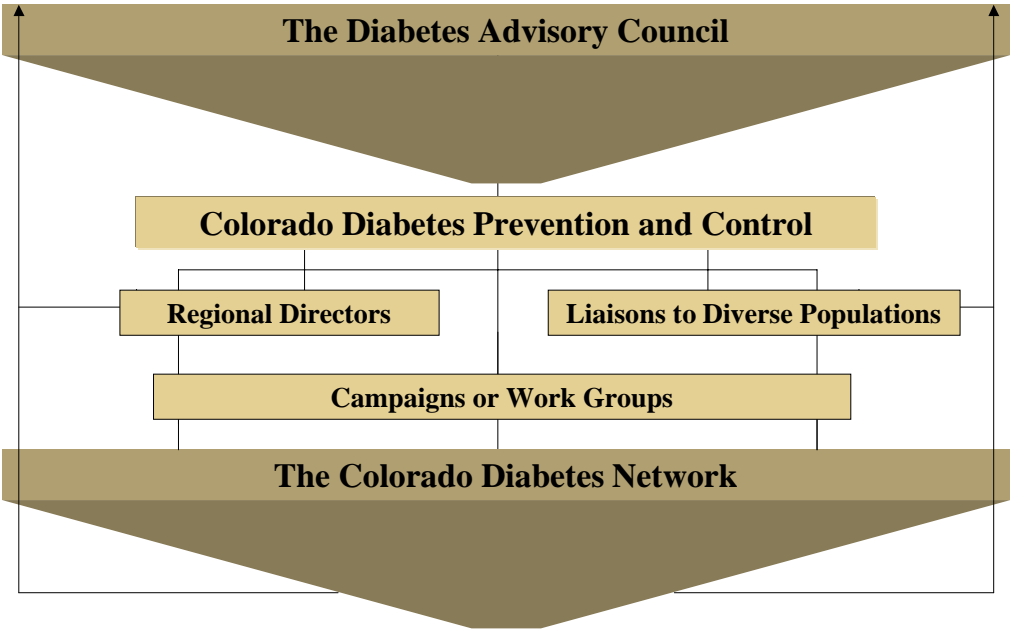 The Diabetes Advisory Council
Colorado Diabetes Prevention and Control
Regional Directors
Liaisons to Diverse Populations
Campaigns or Work Groups
The Colorado Diabetes Network